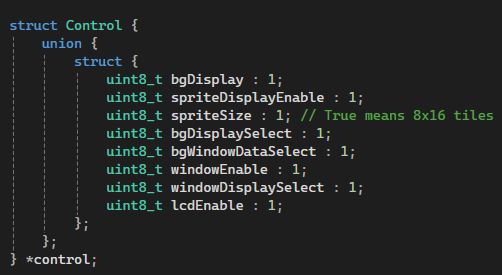 struct Control {
    union {
        struct {
            uint8_t bgDisplay : 1;
            uint8_t spriteDisplayEnable : 1;
            uint8_t spriteSize : 1; // True means 8x16 tiles
            uint8_t bgDisplaySelect : 1;
            uint8_t bgWindowDataSelect : 1;
            uint8_t windowEnable : 1;
            uint8_t windowDisplaySelect : 1;
            uint8_t lcdEnable : 1;
        };
    };
} *control;